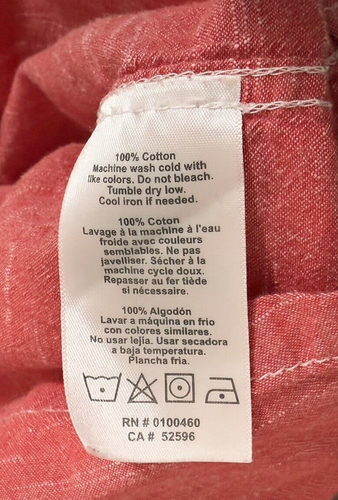 100% Cotton
Machine wash cold with
like colors. Do not bleach.
Tumble dry low.
Cool iron if needed.
100% Coton
Lavage à la machine à l'eau
froide avec couleurs
semblables. Ne pas
javelliser. Sécher à la
machine cycle doux.
Repasser au fer tiède
si nécessaire.
100% Algodón
Lavar a máquina en frio
con colores similares.
No usar lejía. Usar secadora
a baja temperatura.
Plancha fria.
RN # 0100460
CA # 52596